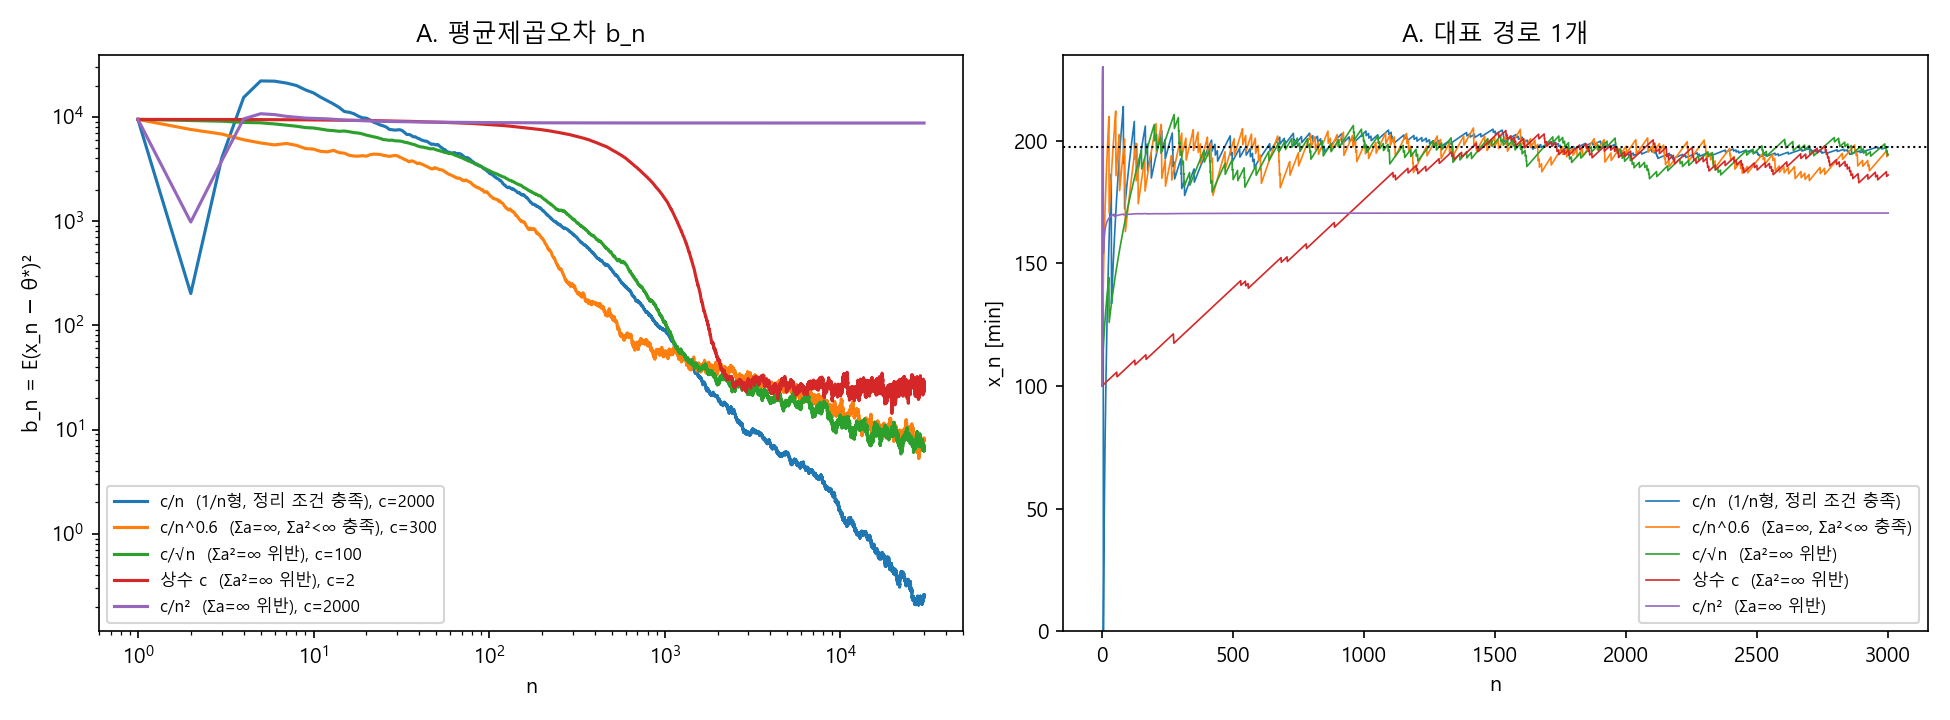 A. 평균제곱오차 b_n
b_n = E(x_n − θ*)²
10⁴
10³
10²
10¹
10⁰
c/n (1/n형, 정리 조건 충족), c=2000
c/n^0.6 (Σa=∞, Σa²<∞ 충족), c=300
c/√n (Σa²=∞ 위반), c=100
상수 c (Σa²=∞ 위반), c=2
c/n² (Σa=∞ 위반), c=2000
10⁰ 10¹ 10² 10³ 10⁴
n
A. 대표 경로 1개
x_n [min]
200
150
100
50
0
c/n (1/n형, 정리 조건 충족)
c/n^0.6 (Σa=∞, Σa²<∞ 충족)
c/√n (Σa²=∞ 위반)
상수 c (Σa²=∞ 위반)
c/n² (Σa=∞ 위반)
0 500 1000 1500 2000 2500 3000
n